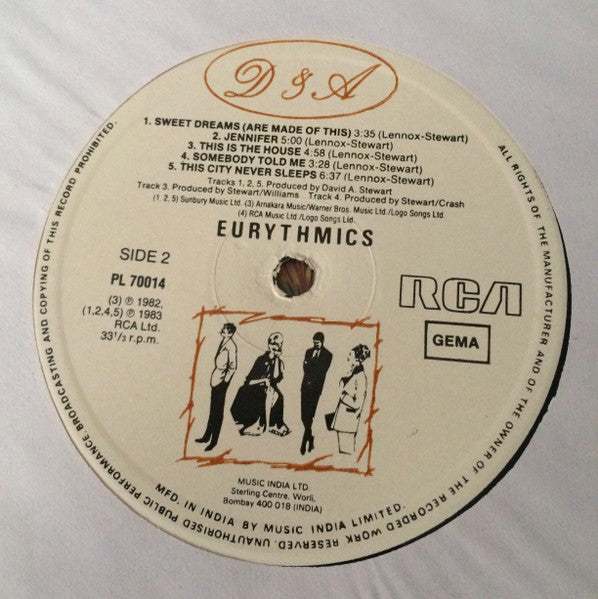 D & A
1. SWEET DREAMS (ARE MADE OF THIS) 3:35 (Lennox-Stewart)
2. JENNIFER 5:00 (Lennox-Stewart)
3. THIS IS THE HOUSE 4:58 (Lennox-Stewart)
4. SOMEBODY TOLD ME 3:28 (Lennox-Stewart)
5. THIS CITY NEVER SLEEPS 6:37 (Lennox-Stewart)
Tracks 1, 2, 5. Produced by David A. Stewart
Track 3. Produced by Stewart/Williams Track 4. Produced by Stewart/Crash
(1, 2, 5) Sunbury Music Ltd. (3) Arnakara Music/Warner Bros. Music Ltd./Logo Songs Ltd
(4) RCA Music Ltd./Logo Songs Ltd.
EURYTHMICS
SIDE 2
PL 70014
(3) ℗ 1982,
(1,2,4,5) ℗ 1983
RCA Ltd.
33 1/3 r.p.m.
RCA
GEMA
MUSIC INDIA LTD.
Sterling Centre, Worli,
Bombay 400 018 (INDIA)
MFD. IN INDIA BY MUSIC INDIA LIMITED.
ALL RIGHTS OF THE MANUFACTURER AND OF THE OWNER OF THE RECORDED WORK RESERVED. UNAUTHORISED PUBLIC PERFORMANCE. BROADCASTING AND COPYING OF THIS RECORD PROHIBITED.